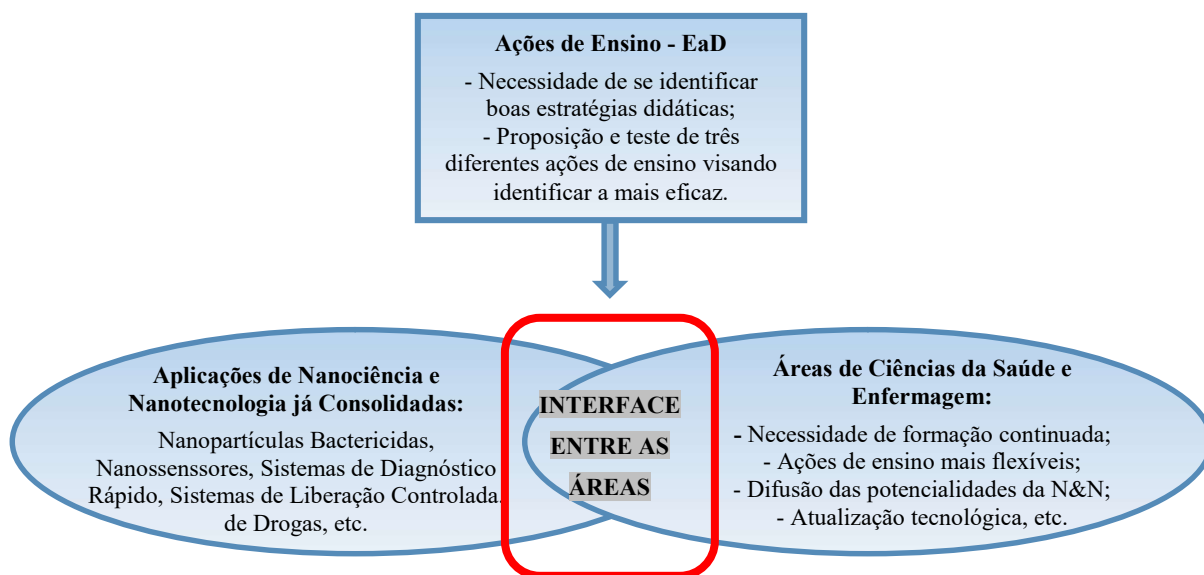 Ações de Ensino - EaD
- Necessidade de se identificar
boas estratégias didáticas;
- Proposição e teste de três
diferentes ações de ensino visando
identificar a mais eficaz.
Aplicações de Nanociência e
Nanotecnologia já Consolidadas:
Nanopartículas Bactericidas,
Nanossenssores, Sistemas de Diagnóstico
Rápido, Sistemas de Liberação Controlada
de Drogas, etc.
INTERFACE
ENTRE AS
ÁREAS
Áreas de Ciências da Saúde e
Enfermagem:
- Necessidade de formação continuada;
- Ações de ensino mais flexíveis;
- Difusão das potencialidades da N&N;
- Atualização tecnológica, etc.